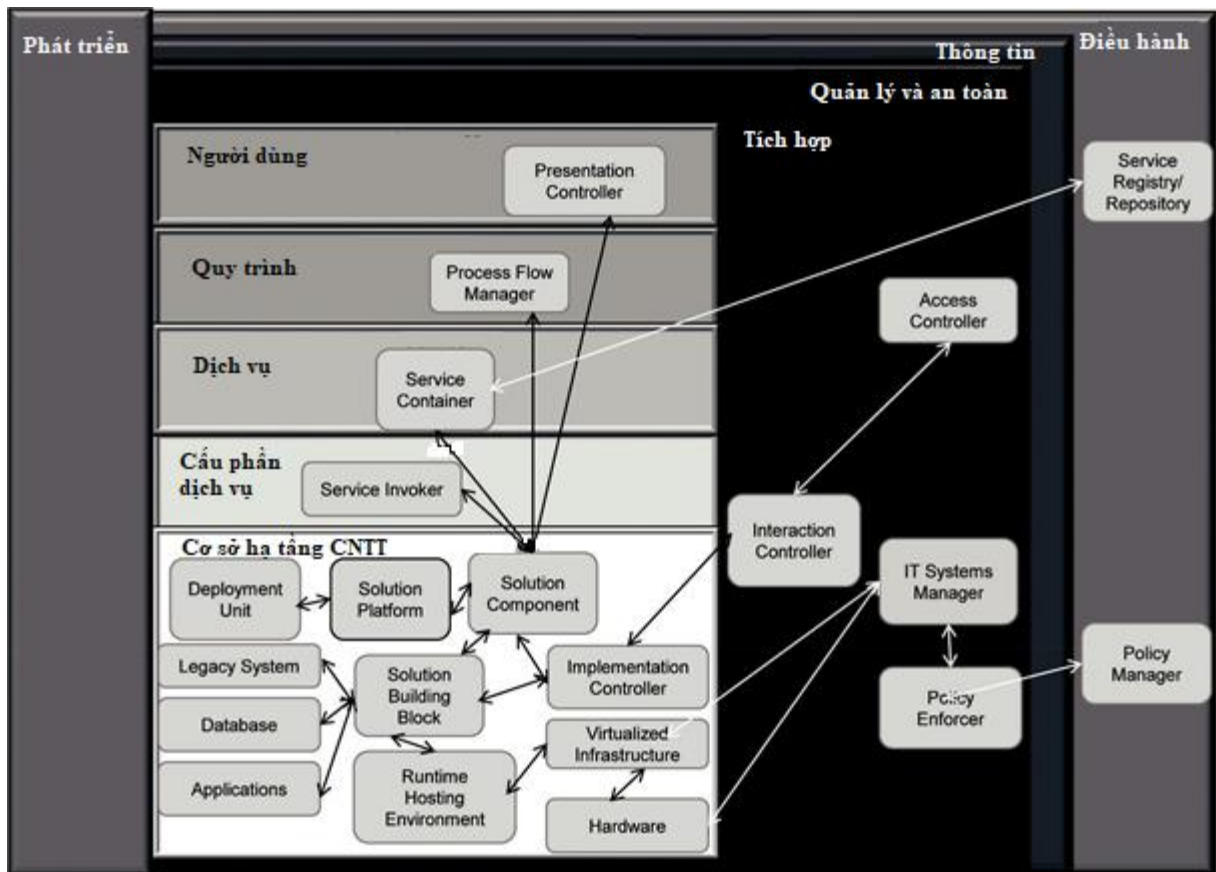 Phát triển
Điều hành
Thông tin
Quản lý và an toàn
Tích hợp
Người dùng
Presentation
Controller
Service
Registry/
Repository
Quy trình
Process Flow
Manager
Access
Controller
Dịch vụ
Service
Container
Cấu phần
dịch vụ
Service Invoker
Interaction
Controller
Cơ sở hạ tầng CNTT
Deployment
Unit
Solution
Platform
Solution
Component
IT Systems
Manager
Legacy System
Solution
Building
Block
Implementation
Controller
Policy
Manager
Policy
Enforcer
Database
Virtualized
Infrastructure
Applications
Runtime
Hosting
Environment
Hardware